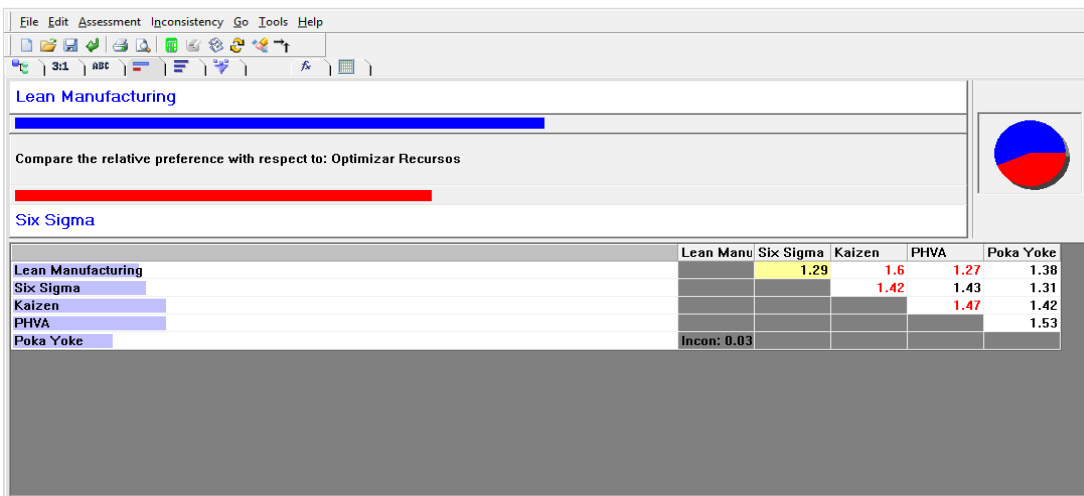 File Edit Assessment Inconsistency Go Tools Help
3:1 ABC fx
Lean Manufacturing
Compare the relative preference with respect to: Optimizar Recursos
Six Sigma
Lean Manu Six Sigma Kaizen PHVA Poka Yoke
Lean Manufacturing 1.29 1.6 1.27 1.38
Six Sigma 1.42 1.43 1.31
Kaizen 1.47 1.42
PHVA 1.53
Poka Yoke Incon: 0.03